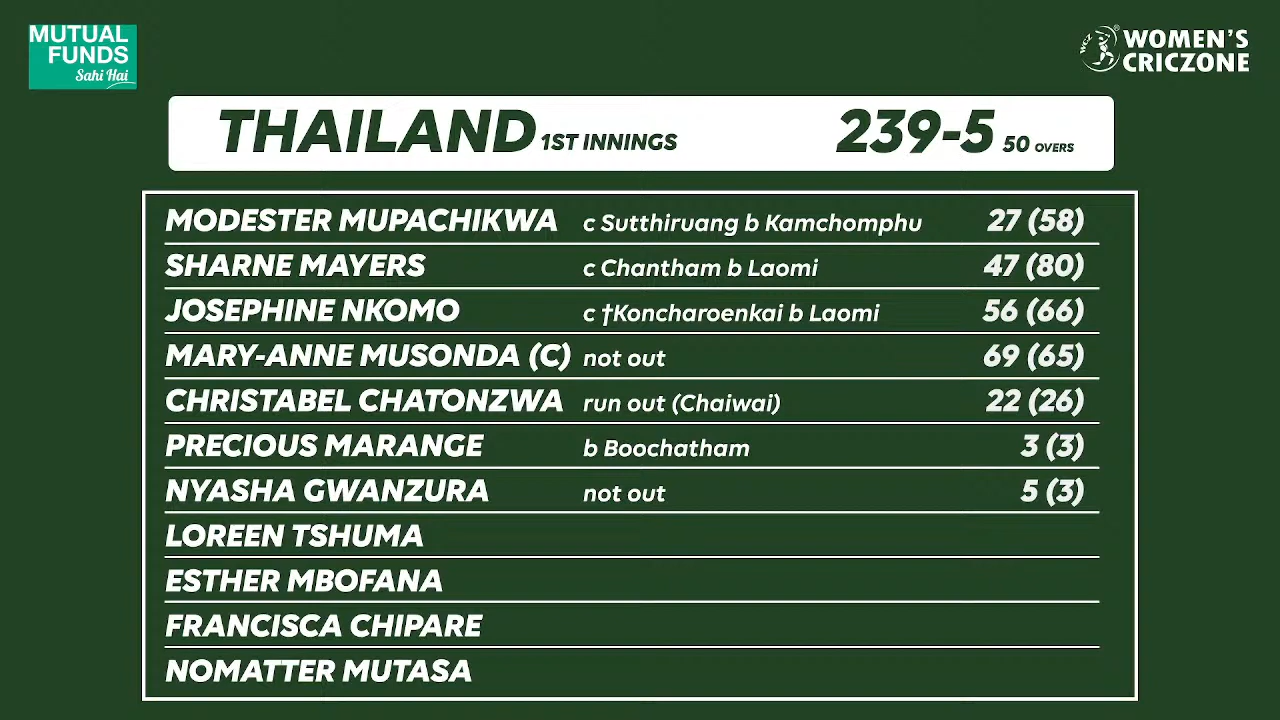 MUTUAL
FUNDS
Sahi Hai
WCZ
WOMEN'S
CRICZONE
THAILAND 1ST INNINGS 239-5 50 OVERS
MODESTER MUPACHIKWA c Sutthiruang b Kamchomphu 27 (58)
SHARNE MAYERS c Chantham b Laomi 47 (80)
JOSEPHINE NKOMO c †Koncharoenkai b Laomi 56 (66)
MARY-ANNE MUSONDA (C) not out 69 (65)
CHRISTABEL CHATONZWA run out (Chaiwai) 22 (26)
PRECIOUS MARANGE b Boochatham 3 (3)
NYASHA GWANZURA not out 5 (3)
LOREEN TSHUMA
ESTHER MBOFANA
FRANCISCA CHIPARE
NOMATTER MUTASA